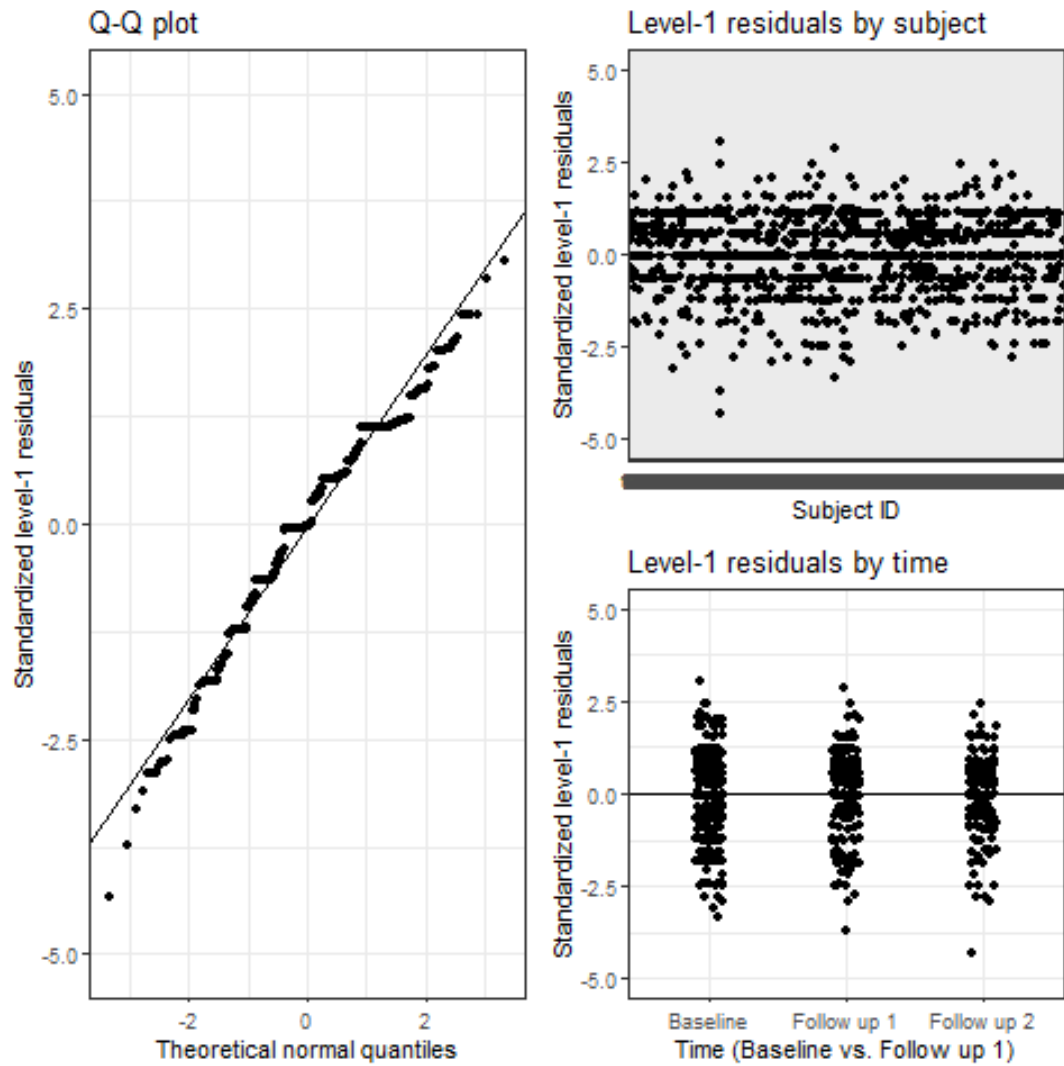 Q-Q plot
Standardized level-1 residuals
5.0
2.5
0.0
-2.5
-5.0
-2
0
2
Theoretical normal quantiles
Level-1 residuals by subject
Standardized level-1 residuals
5.0
2.5
0.0
-2.5
-5.0
Subject ID
Level-1 residuals by time
Standardized level-1 residuals
5.0
2.5
0.0
-2.5
-5.0
Baseline
Follow up 1
Follow up 2
Time (Baseline vs. Follow up 1)